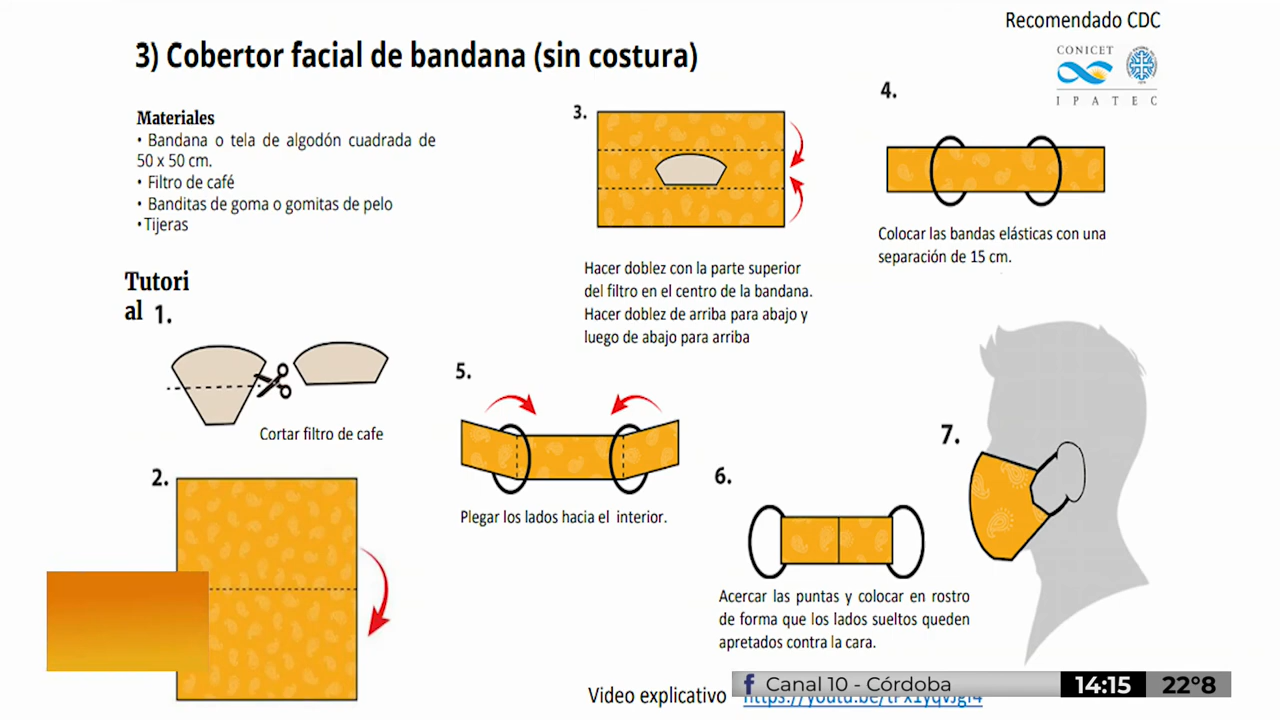 Recomendado CDC
CONICET
IPATEC
3) Cobertor facial de bandana (sin costura)
Materiales
• Bandana o tela de algodón cuadrada de
50 x 50 cm.
• Filtro de café
• Banditas de goma o gomitas de pelo
• Tijeras
Tutori
al
1.
Cortar filtro de cafe
2.
3.
Hacer doblez con la parte superior
del filtro en el centro de la bandana.
Hacer doblez de arriba para abajo y
luego de abajo para arriba
4.
Colocar las bandas elásticas con una
separación de 15 cm.
5.
Plegar los lados hacia el interior.
6.
Acercar las puntas y colocar en rostro
de forma que los lados sueltos queden
apretados contra la cara.
7.
Video explicativo
f Canal 10 - Córdoba 14:15 22°8